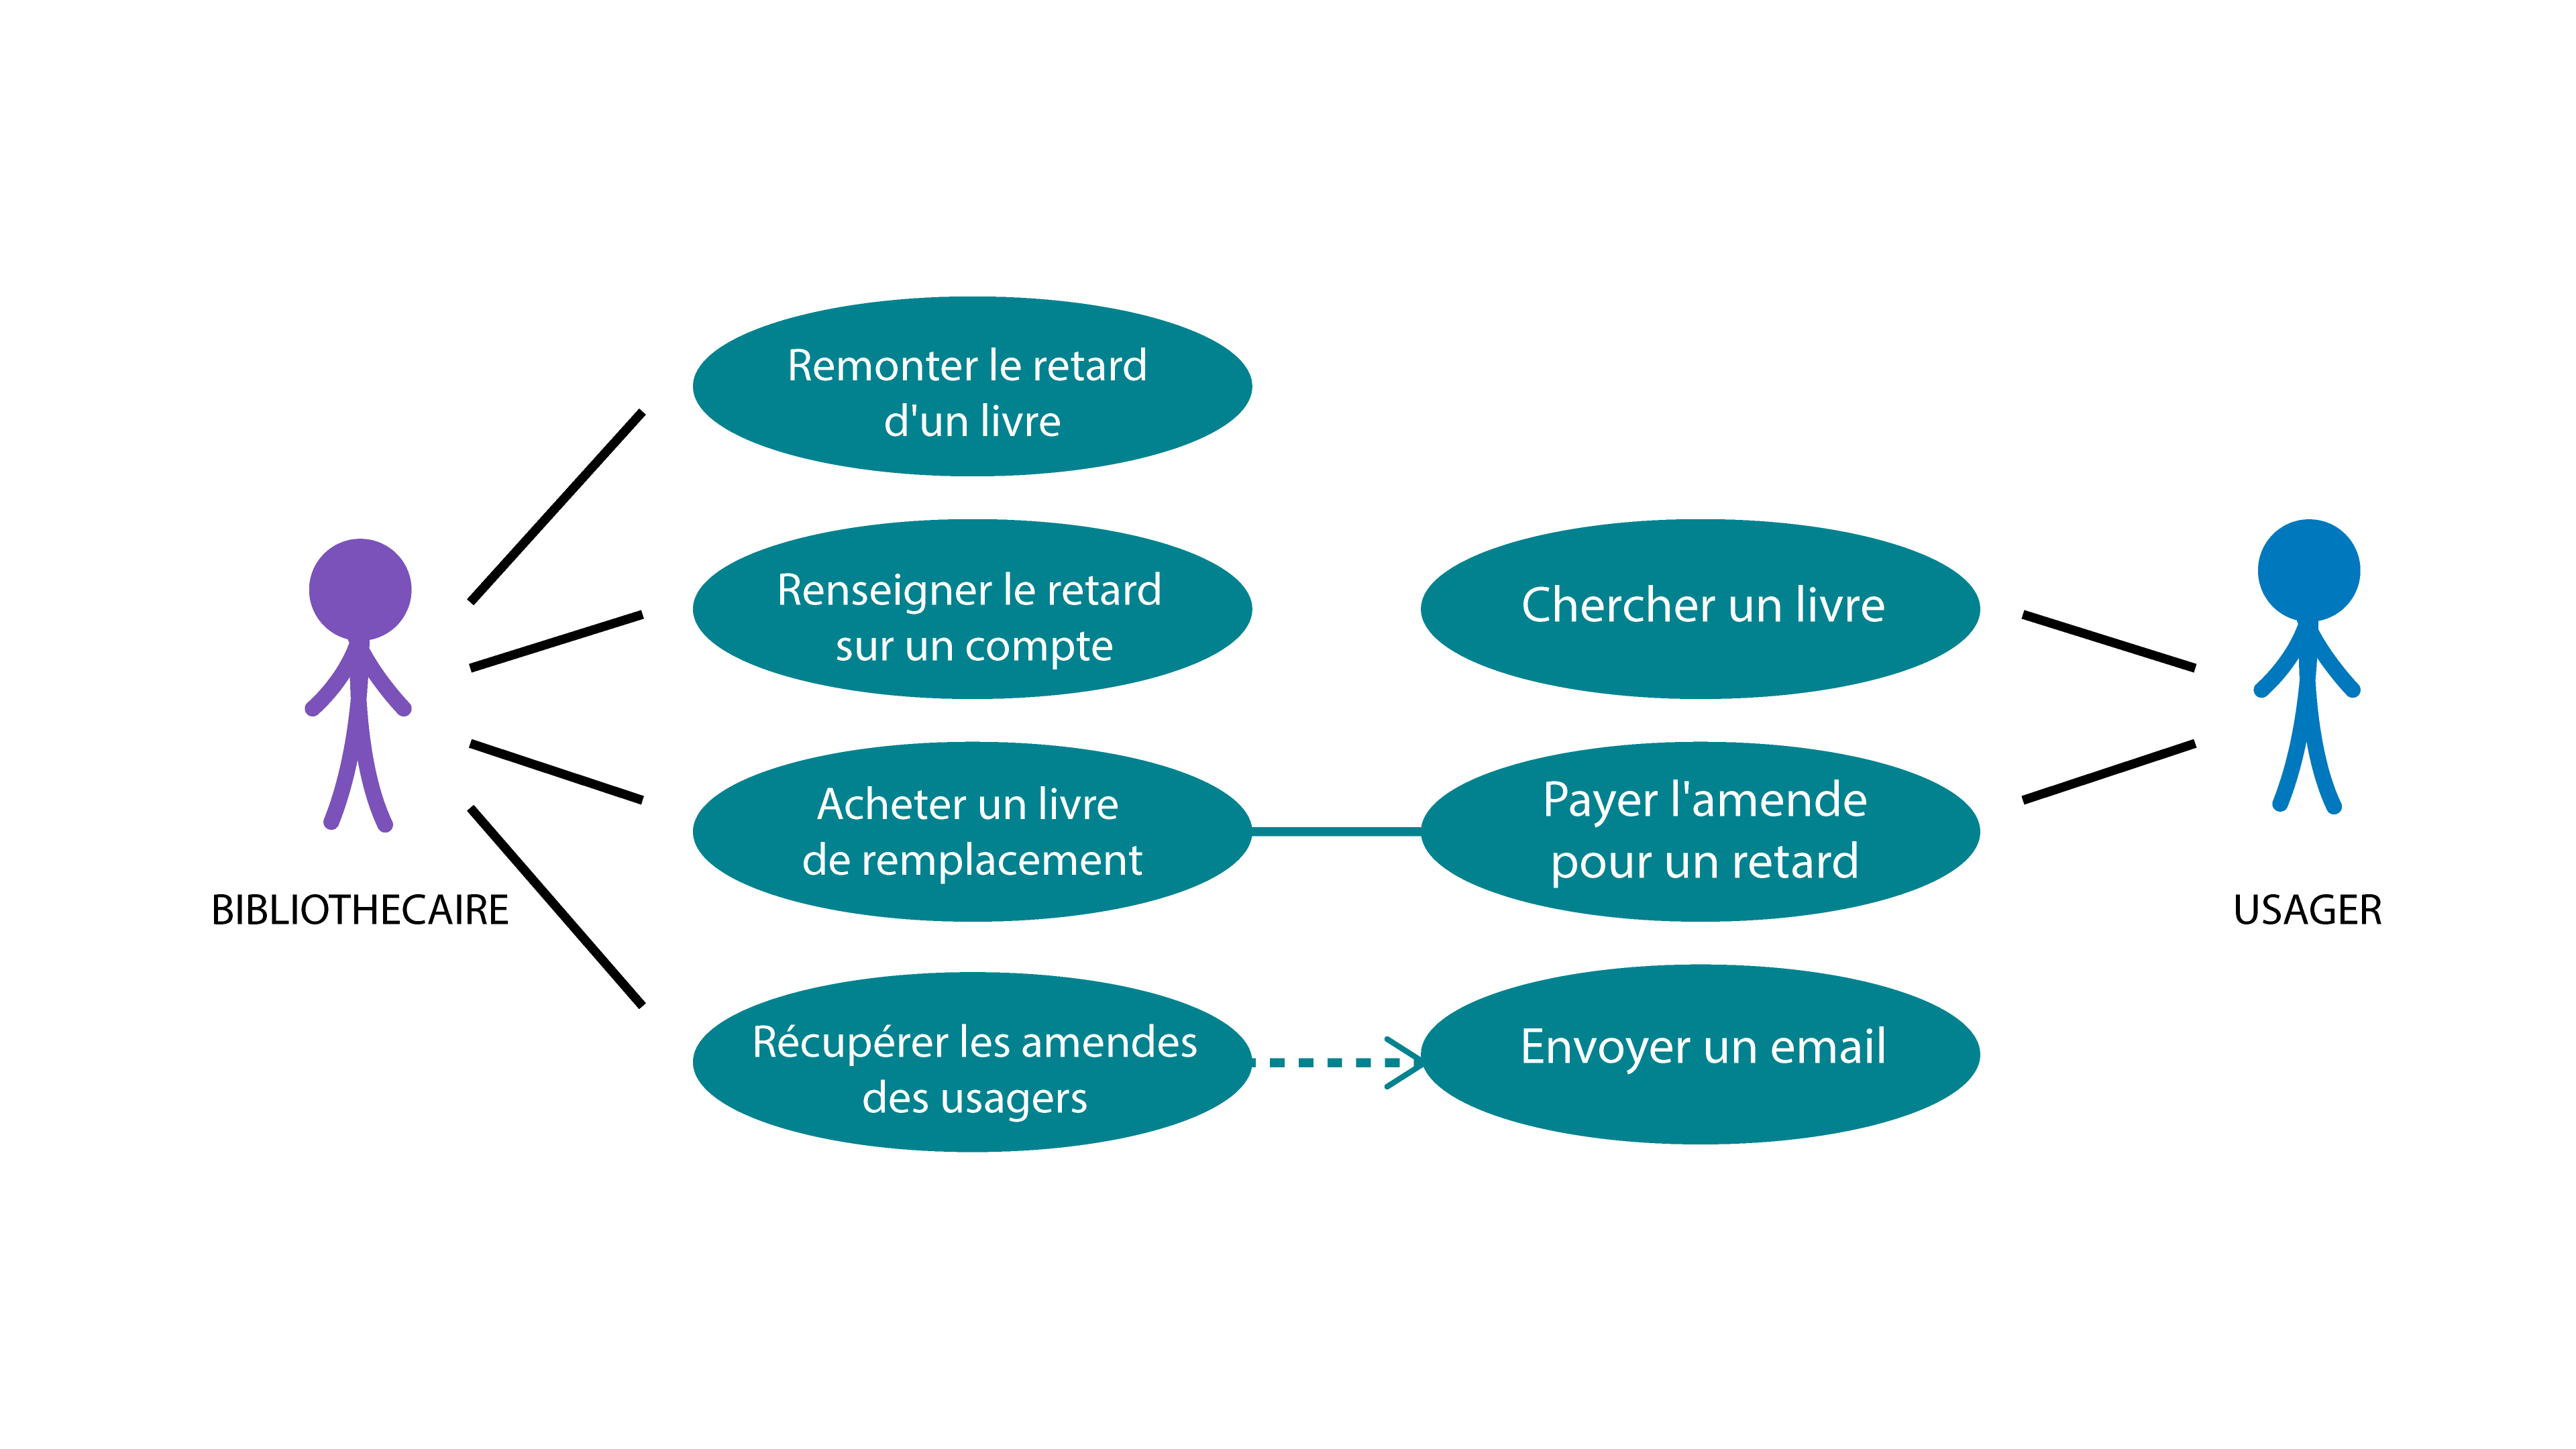 Remonter le retard
d'un livre
Renseigner le retard
sur un compte
Chercher un livre
Acheter un livre
de remplacement
Payer l'amende
pour un retard
BIBLIOTHECAIRE
USAGER
Récupérer les amendes
des usagers
Envoyer un email